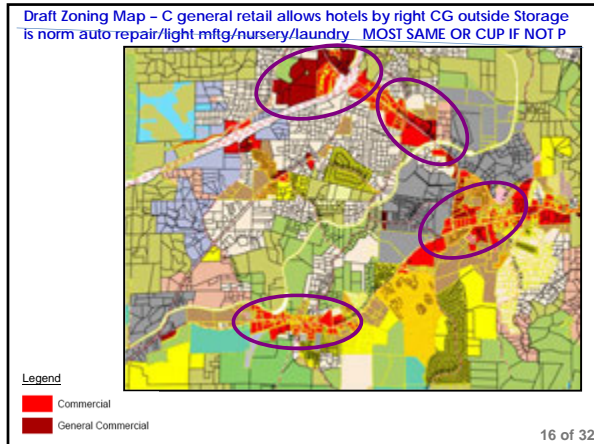 Draft Zoning Map – C general retail allows hotels by right CG outside Storage
is norm auto repair/light mftg/nursery/laundry MOST SAME OR CUP IF NOT P
Legend
Commercial
General Commercial
16 of 32